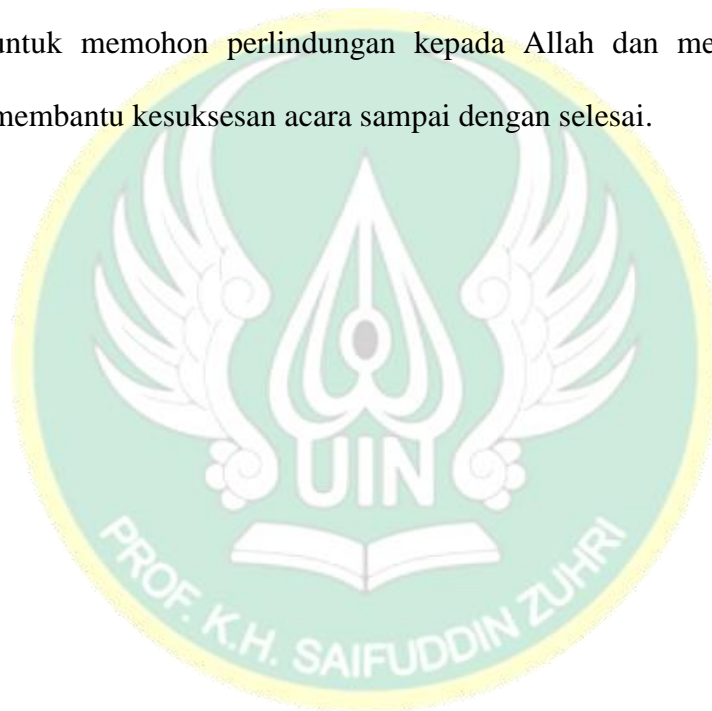 untuk memohon perlindungan kepada Allah dan me
membantu kesuksesan acara sampai dengan selesai.
UIN
PROF. K.H. SAIFUDDIN ZUHRI